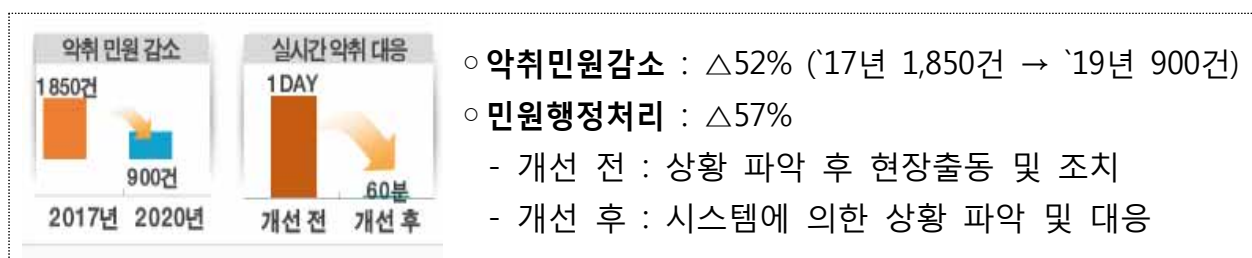 악취 민원 감소
1850건
900건
2017년 2020년
실시간 악취 대응
1DAY
60분
개선 전 개선 후
○ 악취민원감소 : △52% (`17년 1,850건 → `19년 900건)
○ 민원행정처리 : △57%
- 개선 전 : 상황 파악 후 현장출동 및 조치
- 개선 후 : 시스템에 의한 상황 파악 및 대응